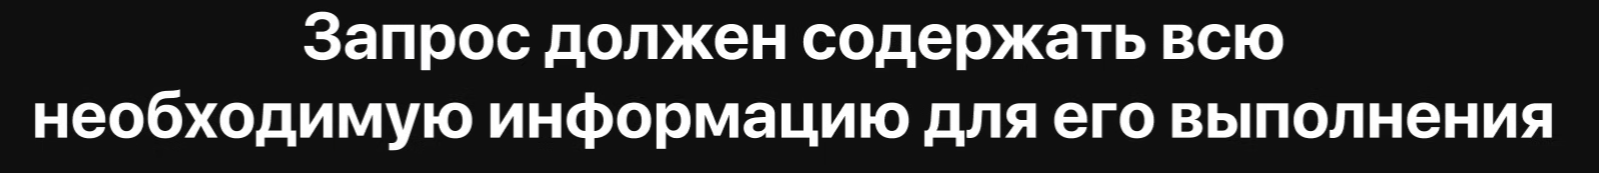 Запрос должен содержать всю
необходимую информацию для его выполнения